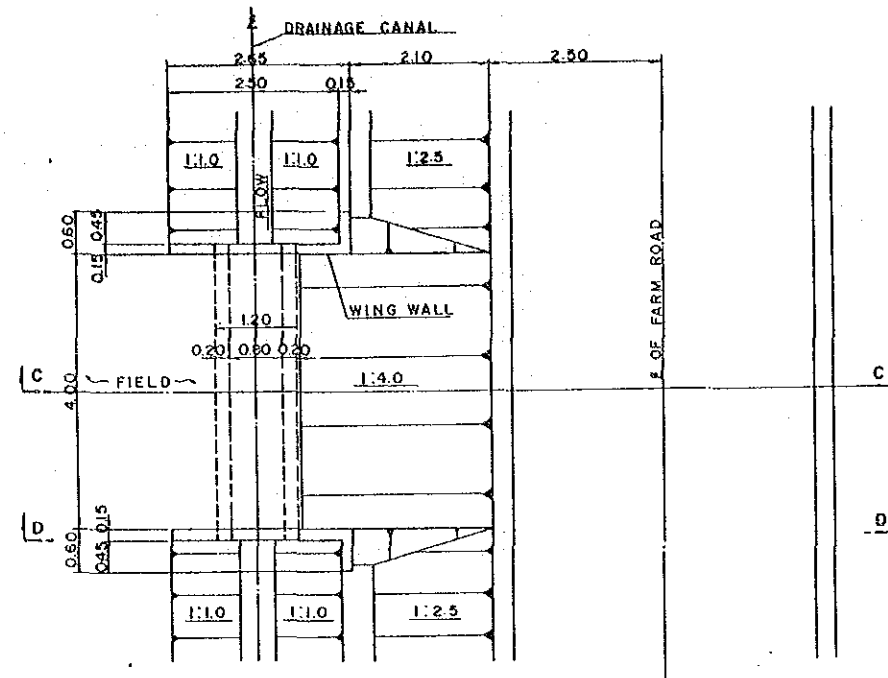 DRAINAGE CANAL
2.65 2.10 2.50
2.50 0.15
1:1.0 1:1.0 1:2.5
FLOW
0.60 0.45
0.15
WING WALL
1.20
0.20 0.80 0.20
℄ OF FARM ROAD
C FIELD 1:4.0 C
4.00
D D
0.15
0.60 0.45
1:1.0 1:1.0 1:2.5